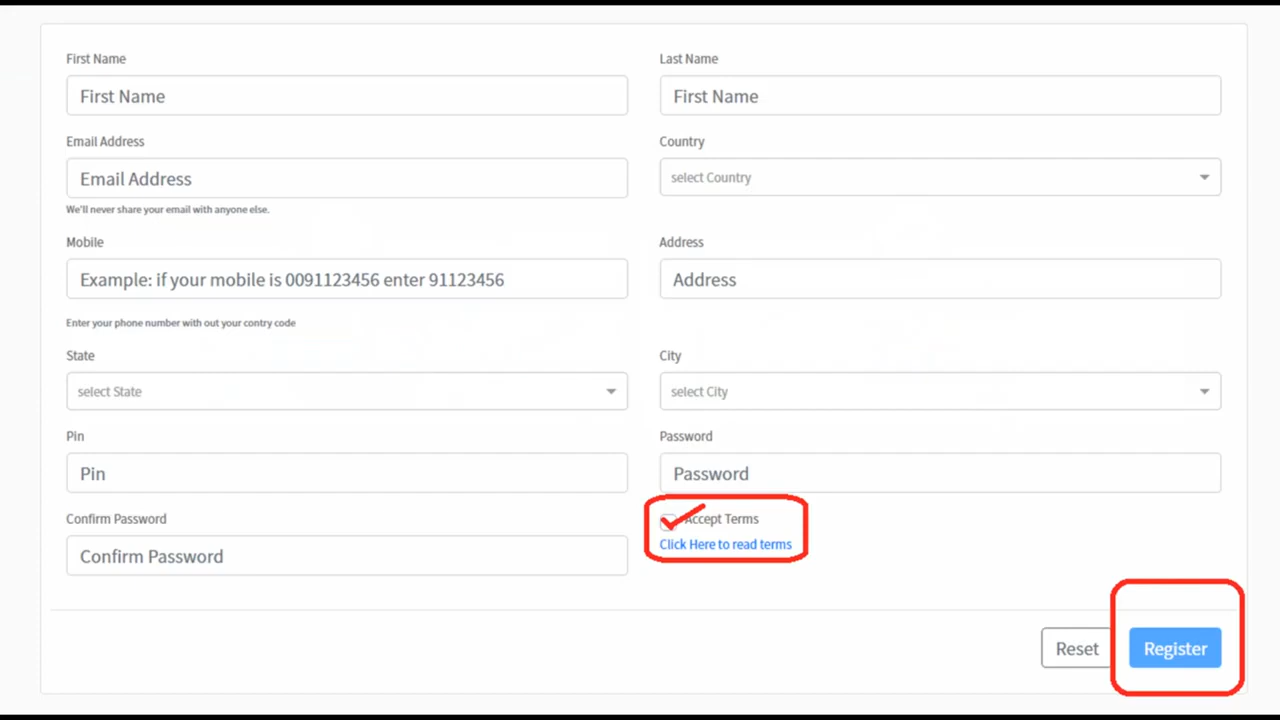 First Name
Last Name
First Name
First Name
Email Address
Country
Email Address
select Country
We'll never share your email with anyone else.
Mobile
Address
Example: if your mobile is 0091123456 enter 91123456
Address
Enter your phone number with out your contry code
State
City
select State
select City
Pin
Password
Pin
Password
Confirm Password
Accept Terms
Click Here to read terms
Confirm Password
Reset
Register